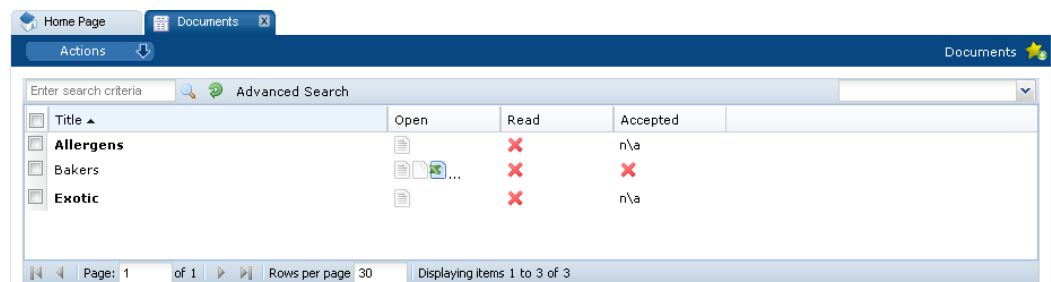 Home Page Documents
Actions Documents
Enter search criteria Advanced Search
Title Open Read Accepted
Allergens n\a
Bakers ...
Exotic n\a
Page: 1 of 1 Rows per page 30 Displaying items 1 to 3 of 3